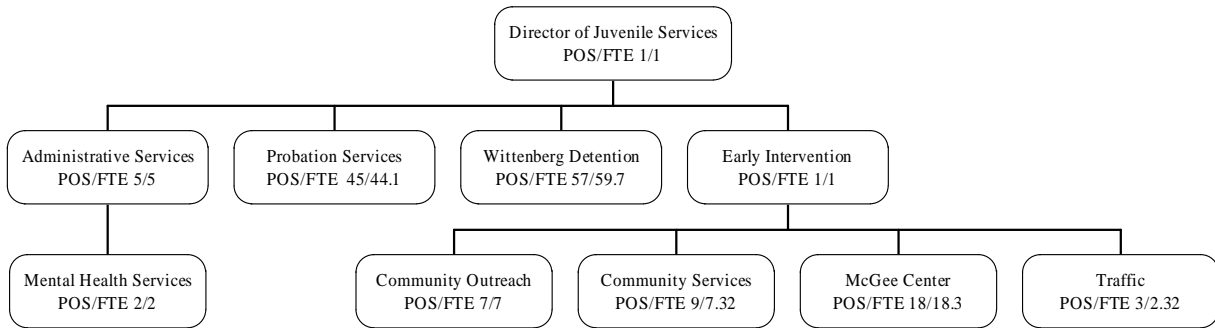 Director of Juvenile Services
POS/FTE 1/1
Administrative Services
POS/FTE 5/5
Probation Services
POS/FTE 45/44.1
Wittenberg Detention
POS/FTE 57/59.7
Early Intervention
POS/FTE 1/1
Mental Health Services
POS/FTE 2/2
Community Outreach
POS/FTE 7/7
Community Services
POS/FTE 9/7.32
McGee Center
POS/FTE 18/18.3
Traffic
POS/FTE 3/2.32